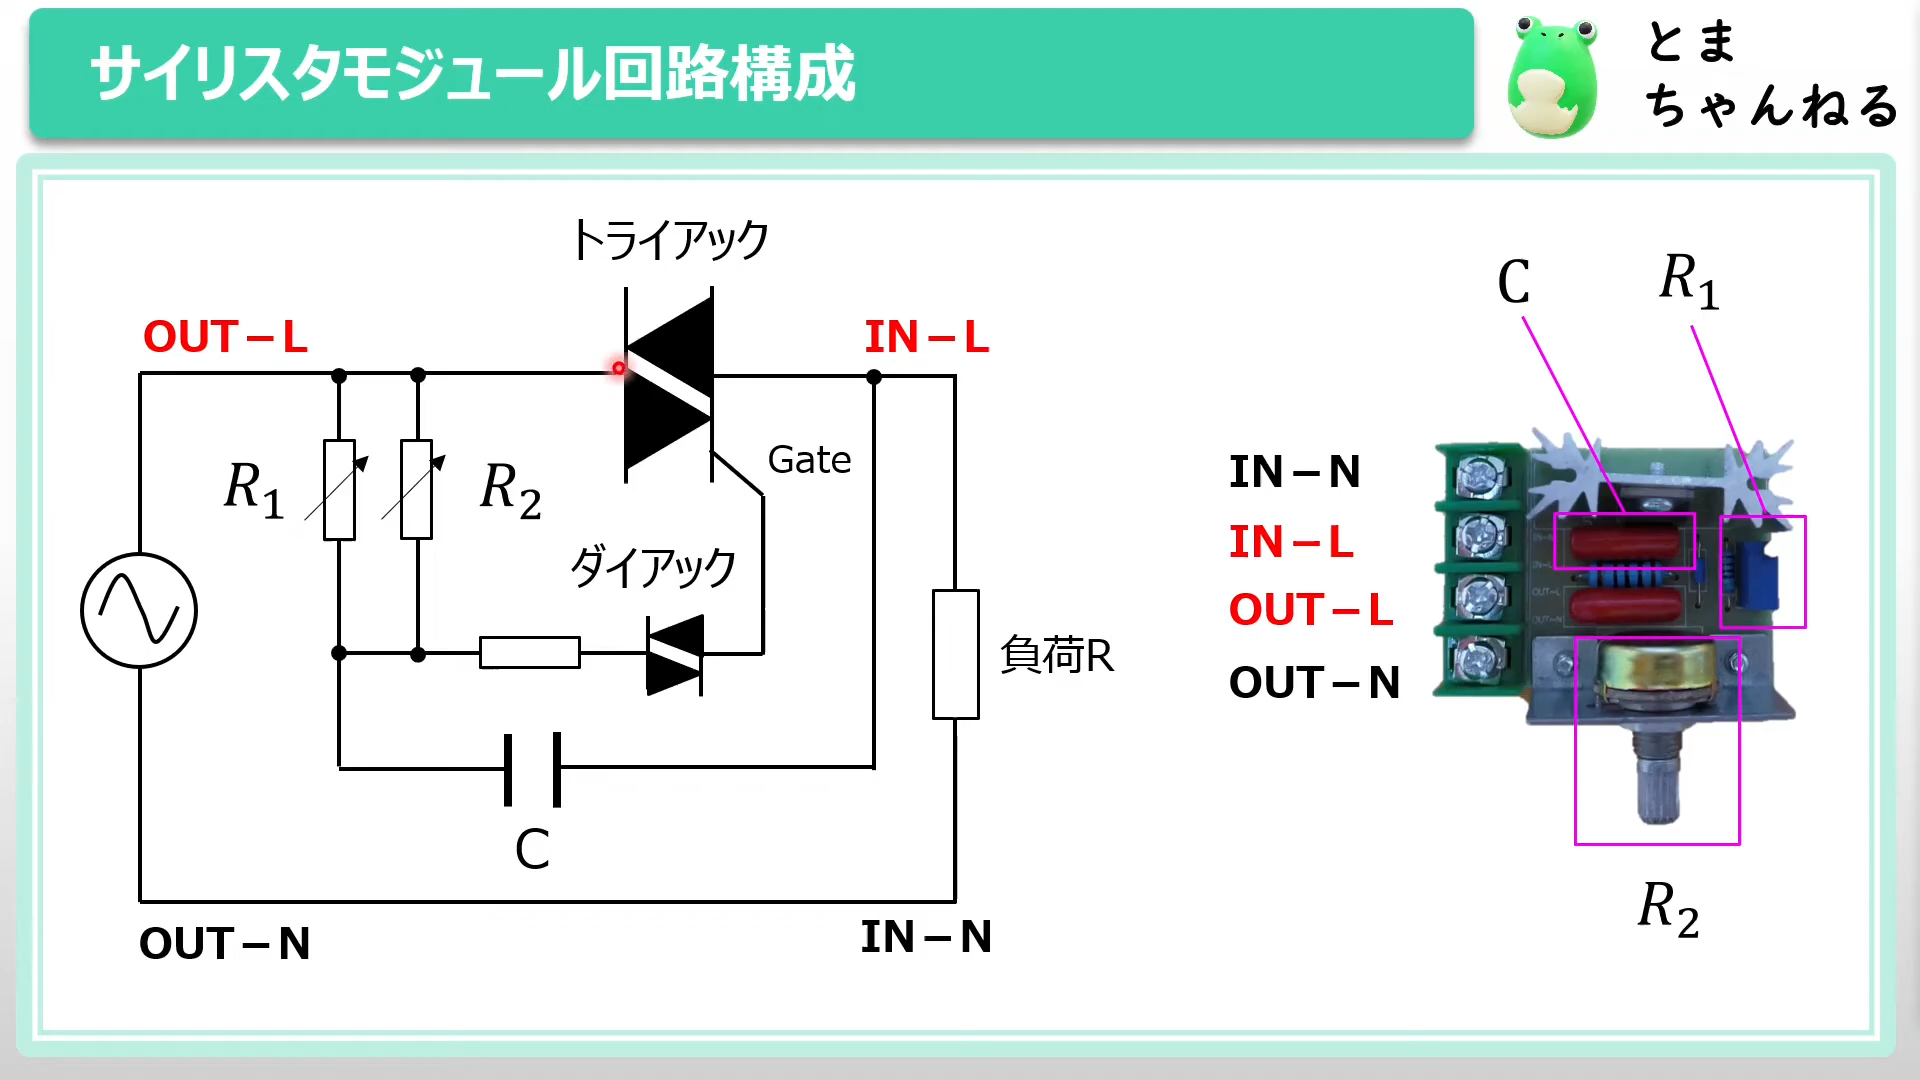 サイリスタモジュール回路構成
とま
ちゃんねる
トライアック
OUT－L
IN－L
Gate
R1
R2
ダイアック
負荷R
C
OUT－N
IN－N
C
R1
IN－N
IN－L
OUT－L
OUT－N
R2
OUT-L
OUT-N